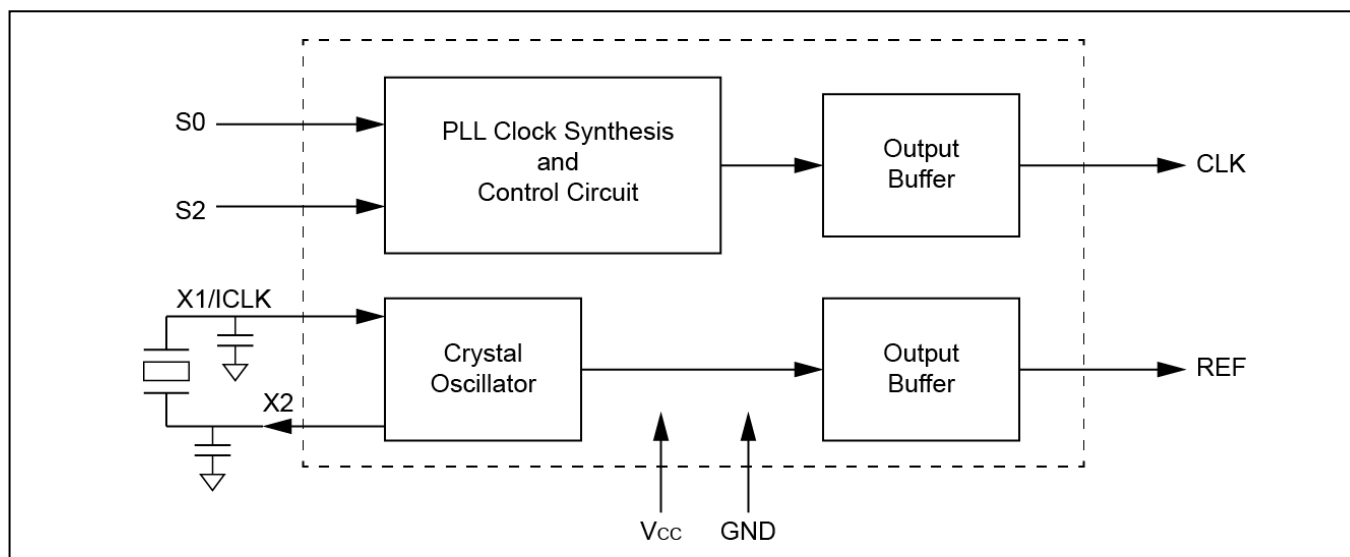 S0
S2
PLL Clock Synthesis
and
Control Circuit
Output
Buffer
CLK
X1/ICLK
X2
Crystal
Oscillator
Output
Buffer
REF
Vcc
GND